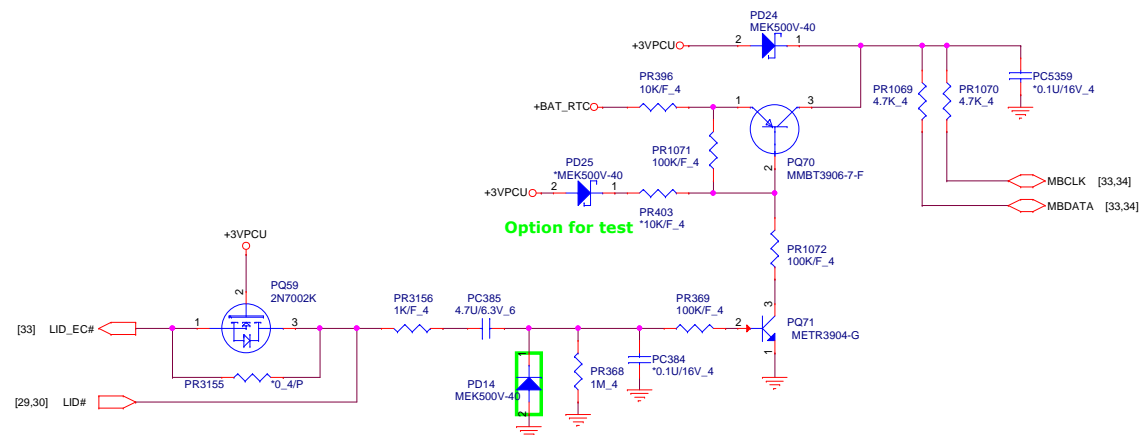 PD24
MEK500V-40
+3VPCU
2
1
PR396
10K/F_4
PR1069
4.7K_4
PR1070
4.7K_4
PC5359
*0.1U/16V_4
+BAT_RTC
1
3
PR1071
100K/F_4
2
PQ70
MMBT3906-7-F
PD25
*MEK500V-40
+3VPCU
2
1
PR403
*10K/F_4
MBCLK [33,34]
MBDATA [33,34]
Option for test
+3VPCU
PR1072
100K/F_4
2
PQ59
2N7002K
PR3156
1K/F_4
PC385
4.7U/6.3V_6
PR369
100K/F_4
3
PQ71
METR3904-G
[33] LID_EC#
1
3
2
1
PR3155
*0_4/P
1
PD14
MEK500V-40
2
PR368
1M_4
PC384
*0.1U/16V_4
[29,30] LID#